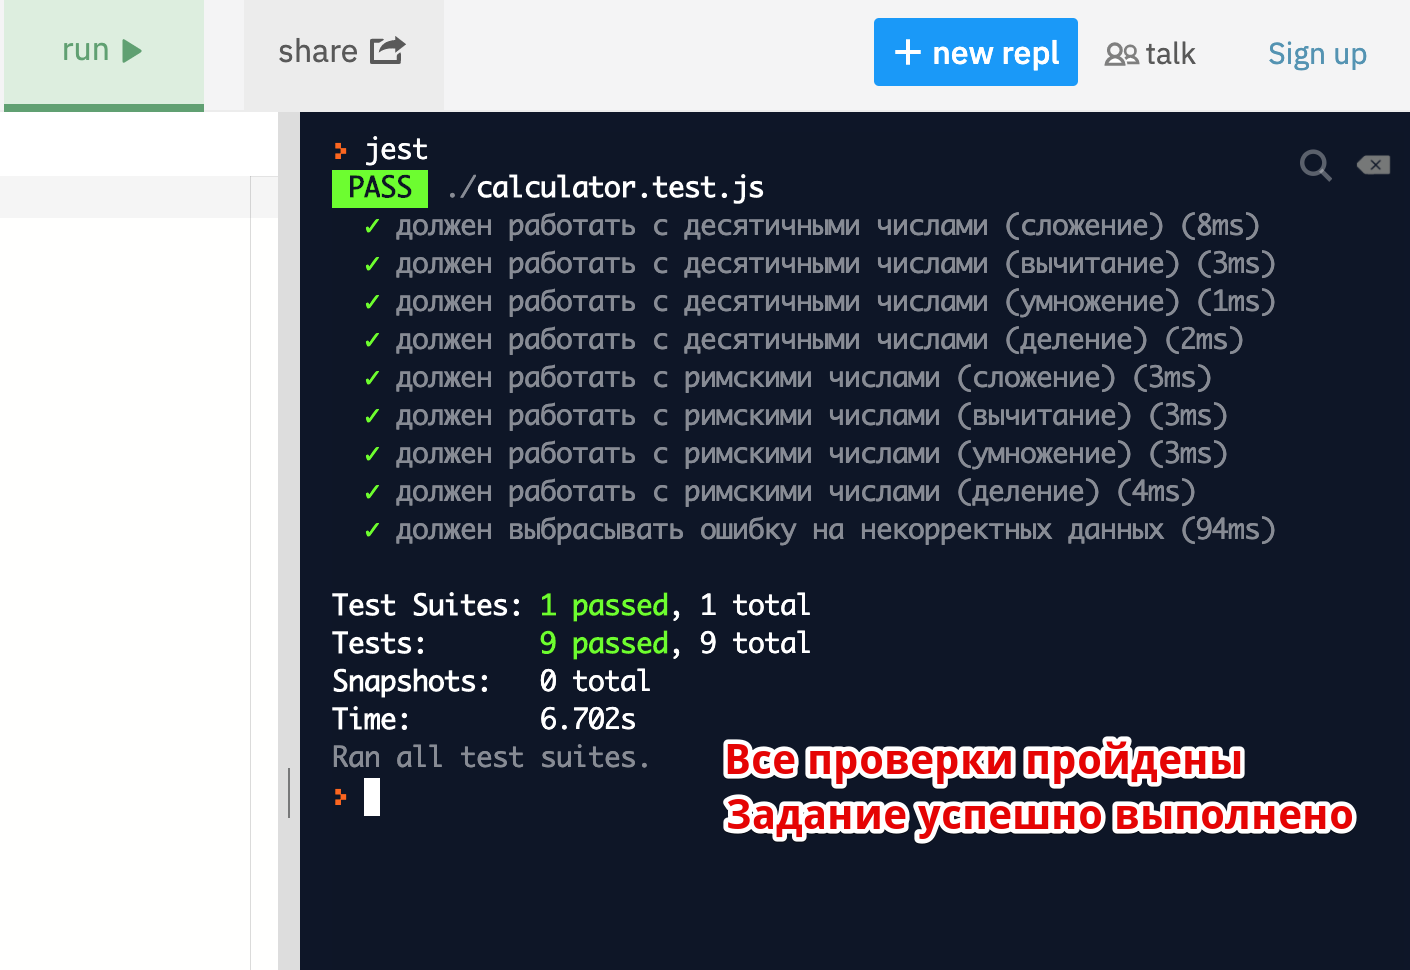 run
share
+ new repl
talk
Sign up
jest
PASS ./calculator.test.js
✓ должен работать с десятичными числами (сложение) (8ms)
✓ должен работать с десятичными числами (вычитание) (3ms)
✓ должен работать с десятичными числами (умножение) (1ms)
✓ должен работать с десятичными числами (деление) (2ms)
✓ должен работать с римскими числами (сложение) (3ms)
✓ должен работать с римскими числами (вычитание) (3ms)
✓ должен работать с римскими числами (умножение) (3ms)
✓ должен работать с римскими числами (деление) (4ms)
✓ должен выбрасывать ошибку на некорректных данных (94ms)
Test Suites: 1 passed, 1 total
Tests: 9 passed, 9 total
Snapshots: 0 total
Time: 6.702s
Ran all test suites.
Все проверки пройдены
Задание успешно выполнено